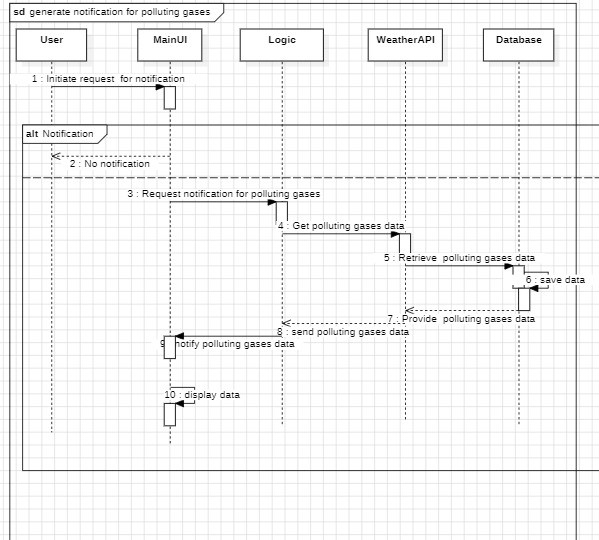 sd generate notification for polluting gases
User
MainUI
Logic
WeatherAPI
Database
1 : Initiate request for notification
alt Notification
2 : No notification
3 : Request notification for polluting gases
4 : Get polluting gases data
5 : Retrieve polluting gases data
6 : save data
7 : Provide polluting gases data
8 : send polluting gases data
9 notify polluting gases data
10 : display data